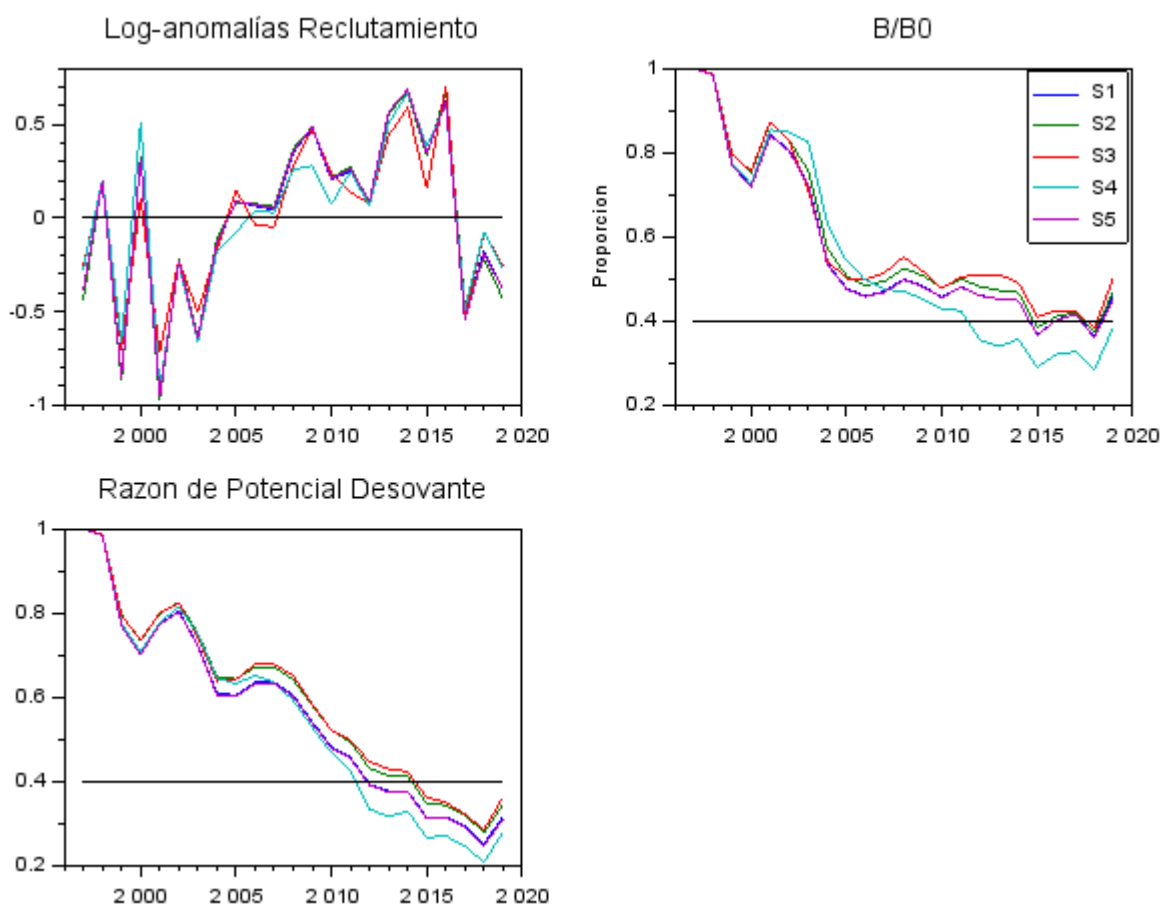 Log-anomalías Reclutamiento
0.5
0
-0.5
-1
2 000 2 005 2 010 2 015 2 020
B/B0
Proporcion
1
0.8
0.6
0.4
0.2
2 000 2 005 2 010 2 015 2 020
S1
S2
S3
S4
S5
Razon de Potencial Desovante
1
0.8
0.6
0.4
0.2
2 000 2 005 2 010 2 015 2 020